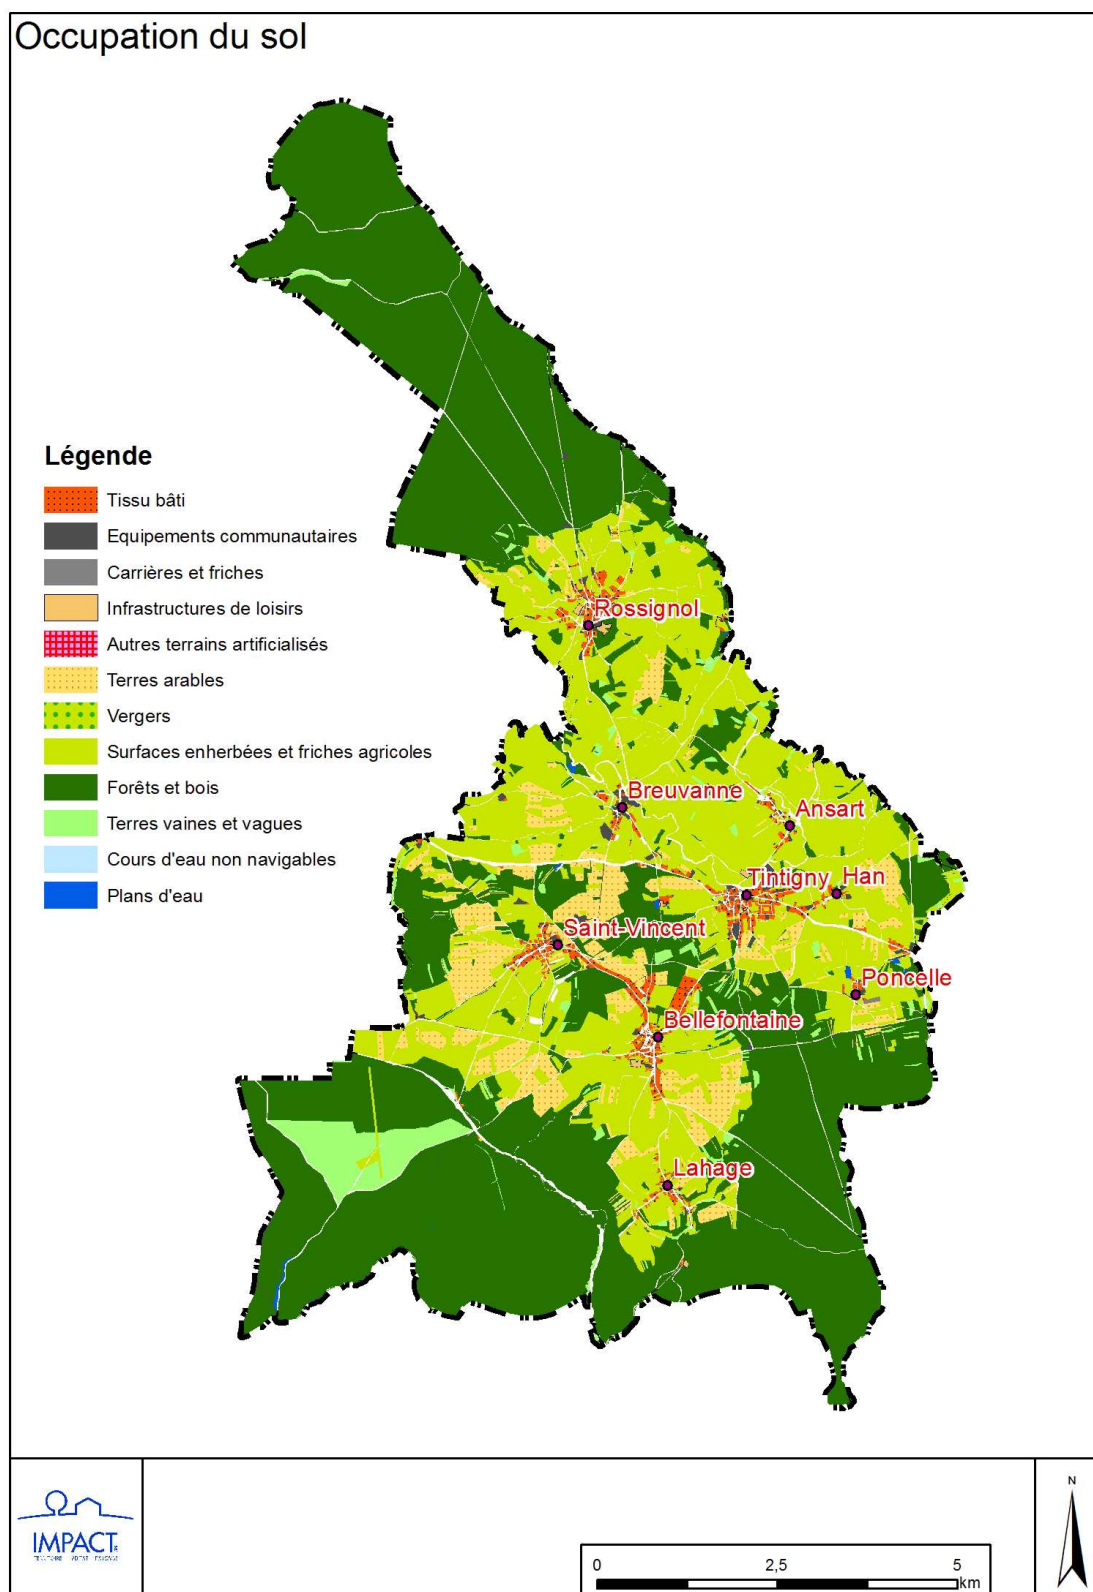 Occupation du sol
Légende
Tissu bâti
Equipements communautaires
Carrières et friches
Infrastructures de loisirs
Autres terrains artificialisés
Terres arables
Vergers
Surfaces enherbées et friches agricoles
Forêts et bois
Terres vaines et vagues
Cours d'eau non navigables
Plans d'eau
Rossignol
Breuvanne
Ansart
Tintigny Han
Saint-Vincent
Poncelle
Bellefontaine
Lahage
IMPACT
N
0 2,5 5
km